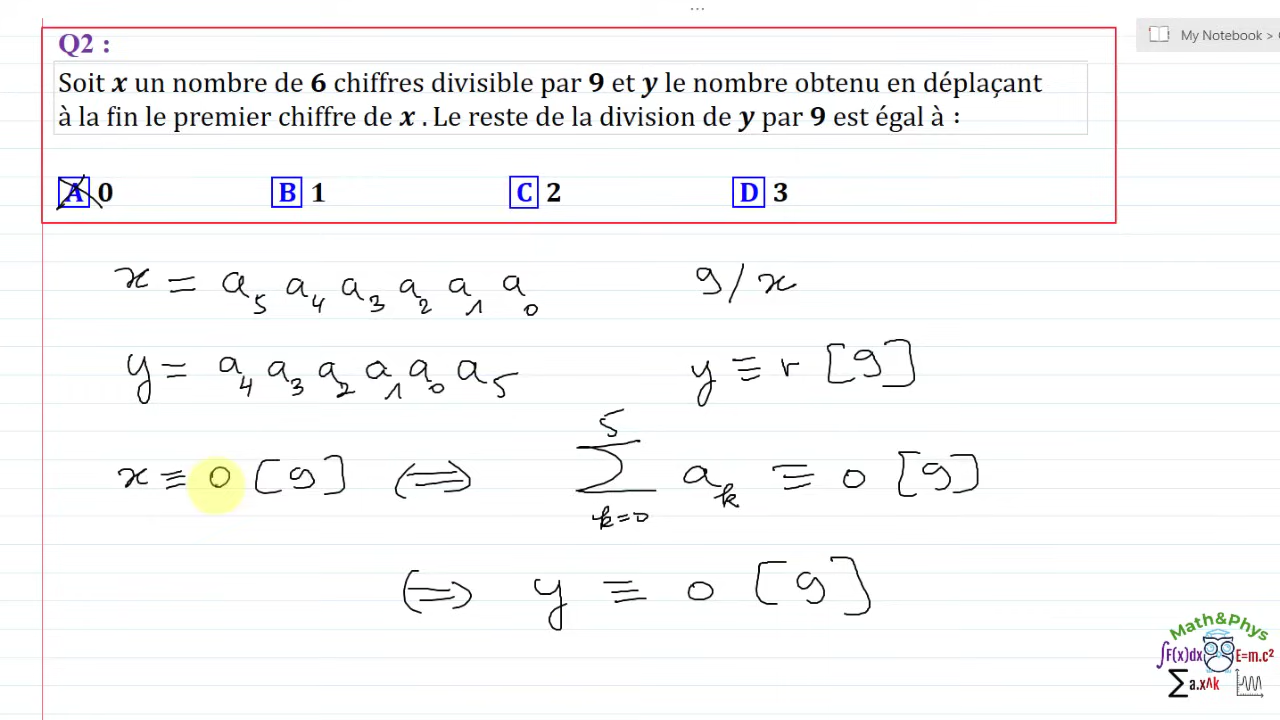 ...
My Notebook >
Q2 :
Soit x un nombre de 6 chiffres divisible par 9 et y le nombre obtenu en déplaçant
à la fin le premier chiffre de x . Le reste de la division de y par 9 est égal à :
A 0 B 1 C 2 D 3
x = a₅ a₄ a₃ a₂ a₁ a₀ 9/x
y = a₄ a₃ a₂ a₁ a₀ a₅ y ≡ r [9]
x ≡ 0 [9] ⟺ ∑_{k=0}^{5} a_k ≡ 0 [9]
⟺ y ≡ 0 [9]
Math&Phys
∫F(x)dx E=m.c²
∑a.x^k